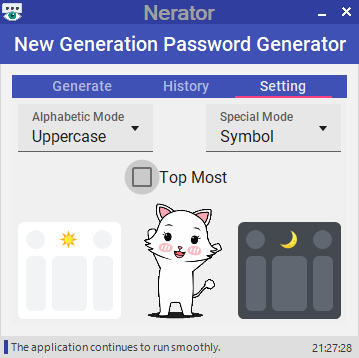 Nerator
New Generation Password Generator
Generate History Setting
Alphabetic Mode Special Mode
Uppercase Symbol
Top Most
The application continues to run smoothly. 21:27:28